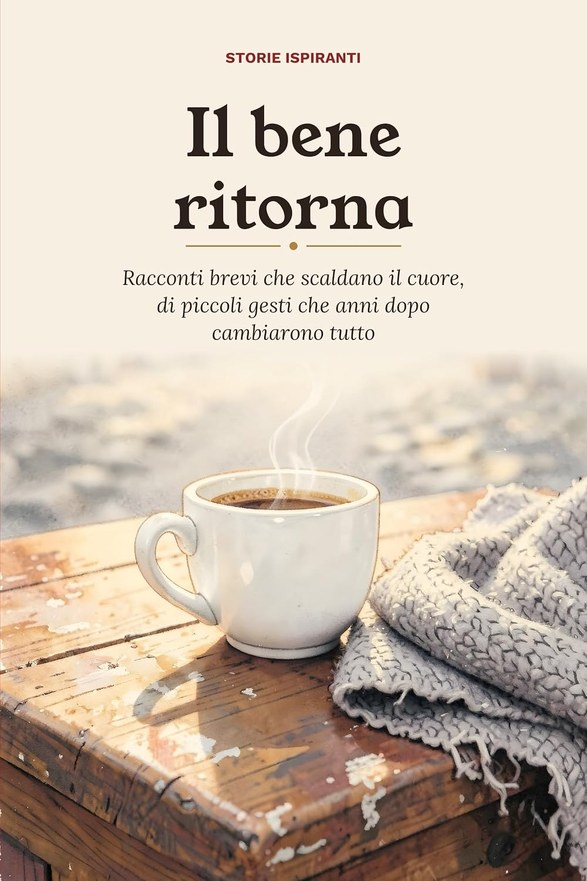 STORIE ISPIRANTI
Il bene
ritorna
Racconti brevi che scaldano il cuore,
di piccoli gesti che anni dopo
cambiarono tutto